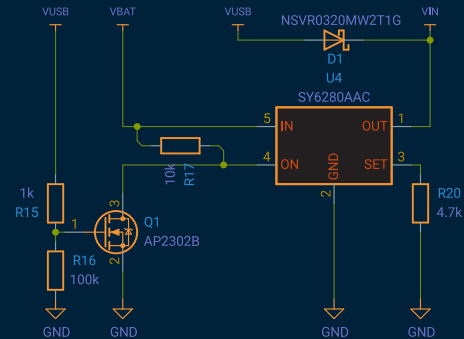 VUSB VBAT VUSB VIN
NSVR0320MW2T1G
D1
U4
SY6280AAC
5 IN OUT 1
4 ON SET 3
GND
2
10k
R17
1k
R15
R20
4.7k
3
Q1
1
AP2302B
2
R16
100k
GND GND GND GND